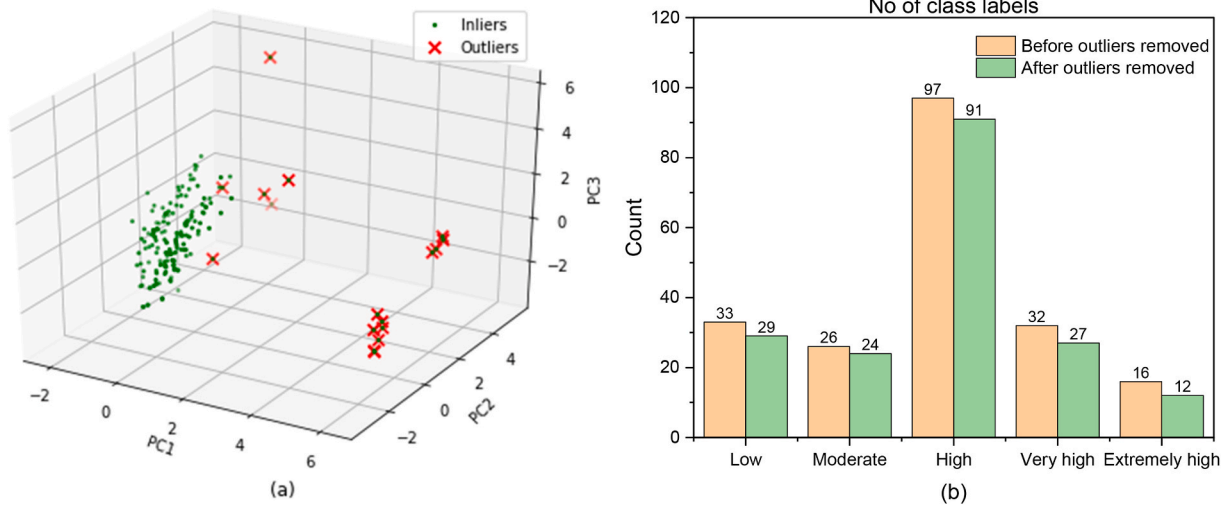 Inliers
Outliers
6
4
2
0
−2
PC3
−2
0
2
4
6
PC1
−2
0
2
4
PC2
(a)
No of class labels
Before outliers removed
After outliers removed
120
100
80
60
40
20
0
Count
33
29
26
24
97
91
32
27
16
12
Low
Moderate
High
Very high
Extremely high
(b)